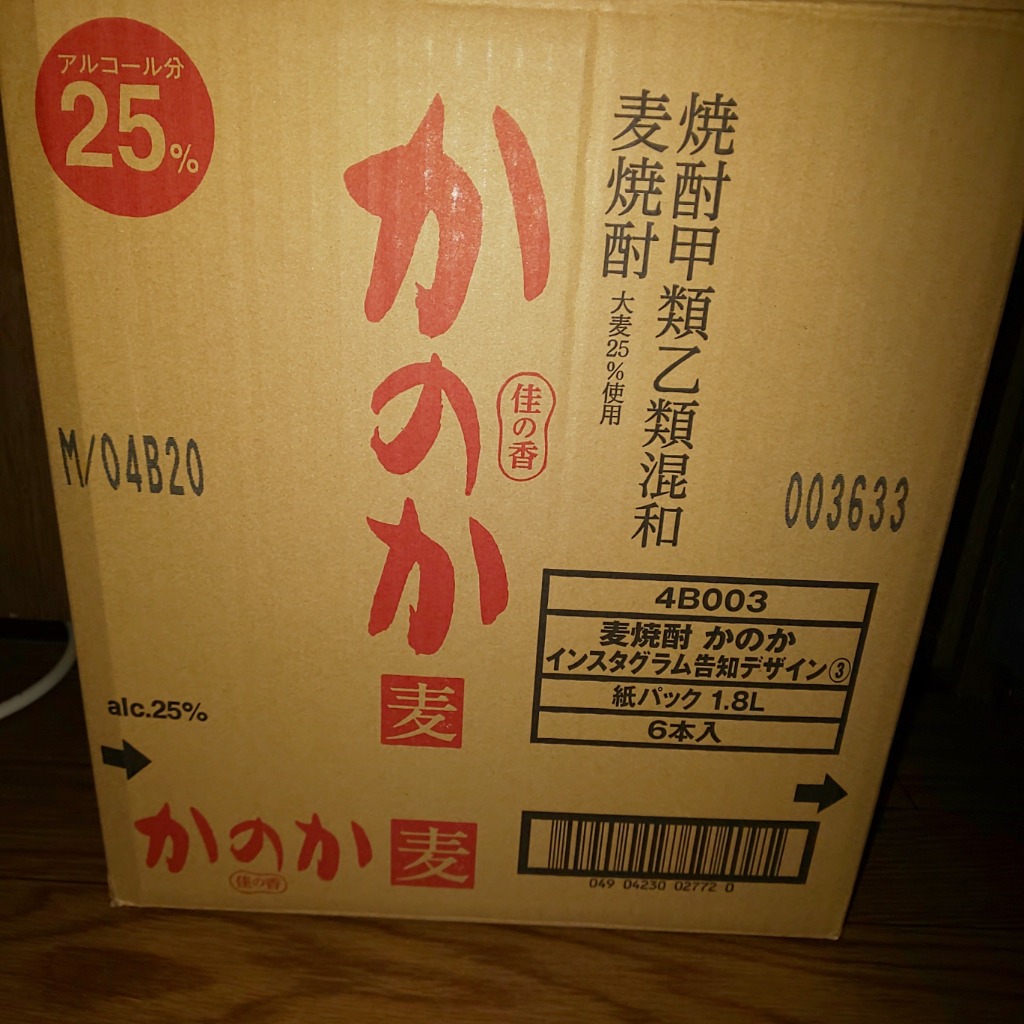 アルコール分
25%
焼酎甲類乙類混和
麦焼酎 大麦25%使用
かのか
佳の香
麦
M/04B20
003633
4B003
麦焼酎 かのか
インスタグラム告知デザイン③
紙パック 1.8L
6本入
alc.25%
かのか 麦
佳の香
049 04230 02772 0